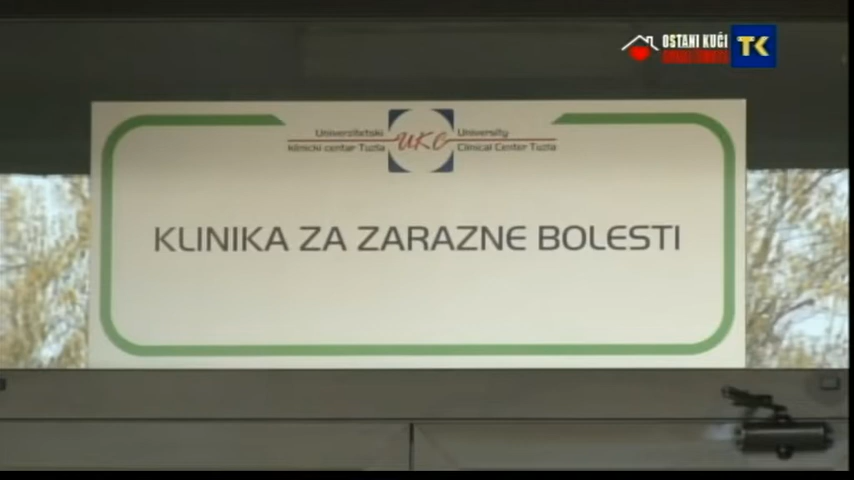 OSTANI KUĆI
TK
Univerzitetski
klinički centar Tuzla
UKC
University
Clinical Center Tuzla
KLINIKA ZA ZARAZNE BOLESTI